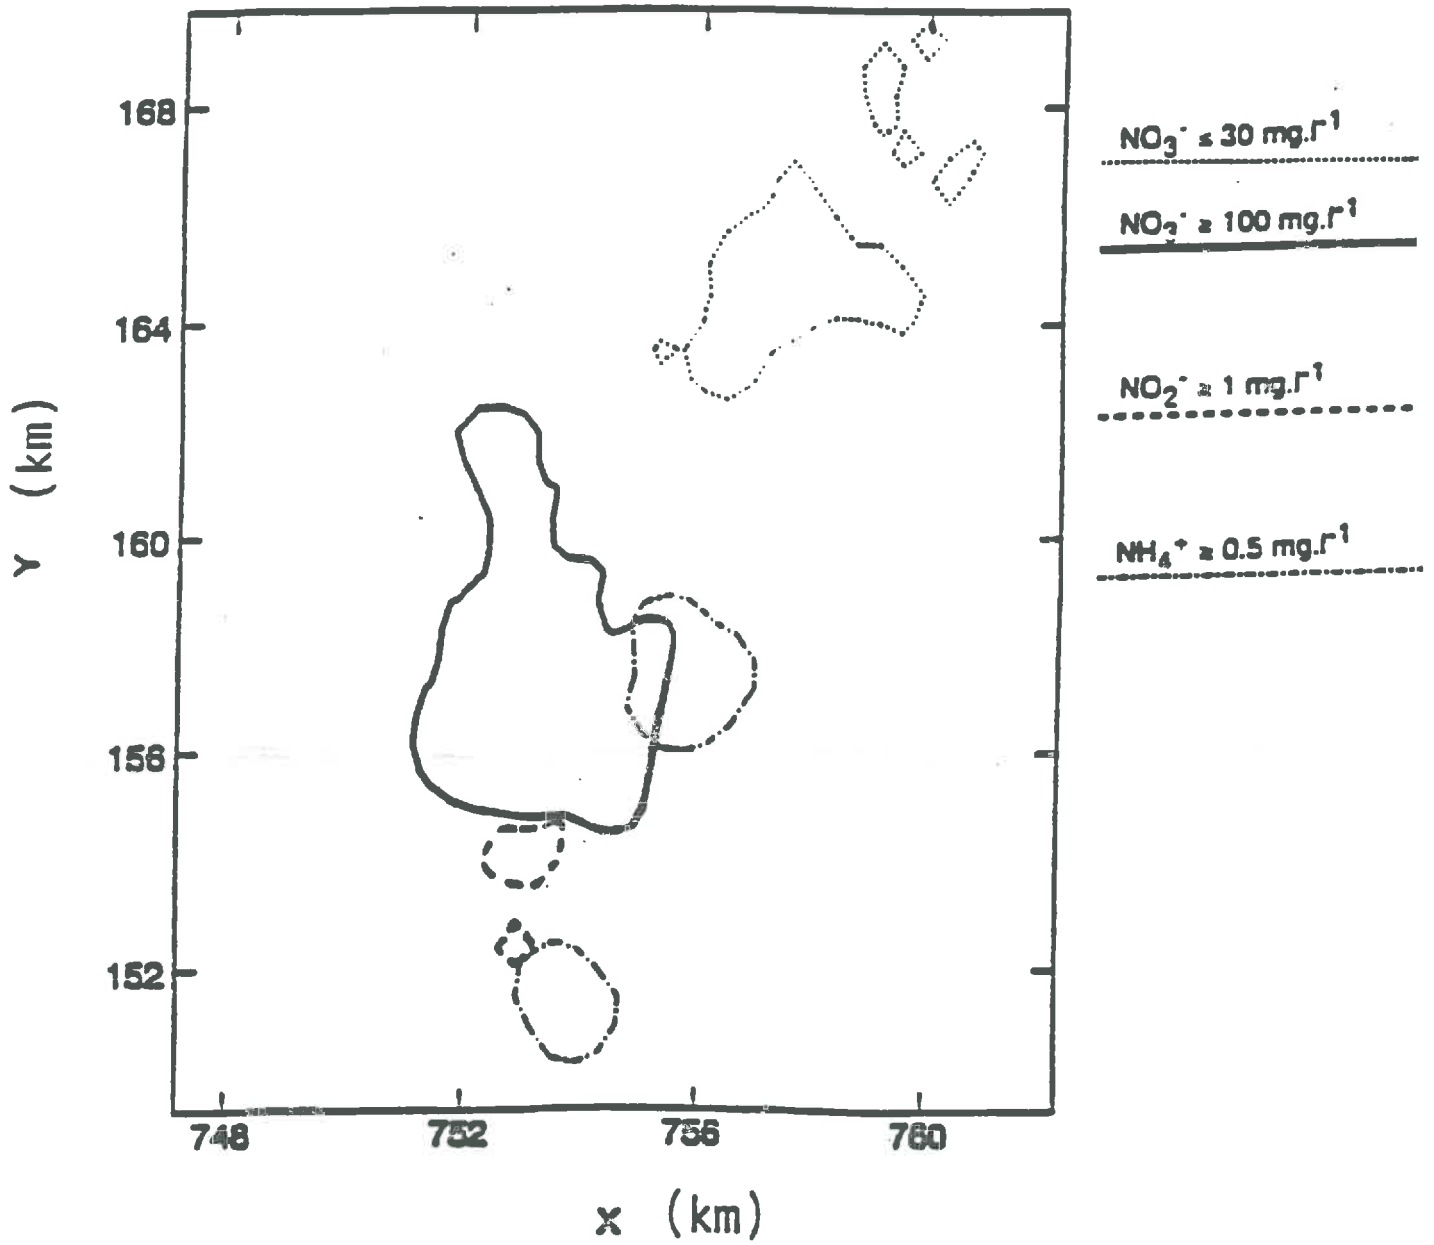 168
164
160
156
152
Y (km)
748 752 756 760
x (km)
NO₃⁻ ≤ 30 mg.l⁻¹
NO₃⁻ ≥ 100 mg.l⁻¹
NO₂⁻ ≥ 1 mg.l⁻¹
NH₄⁺ ≥ 0.5 mg.l⁻¹